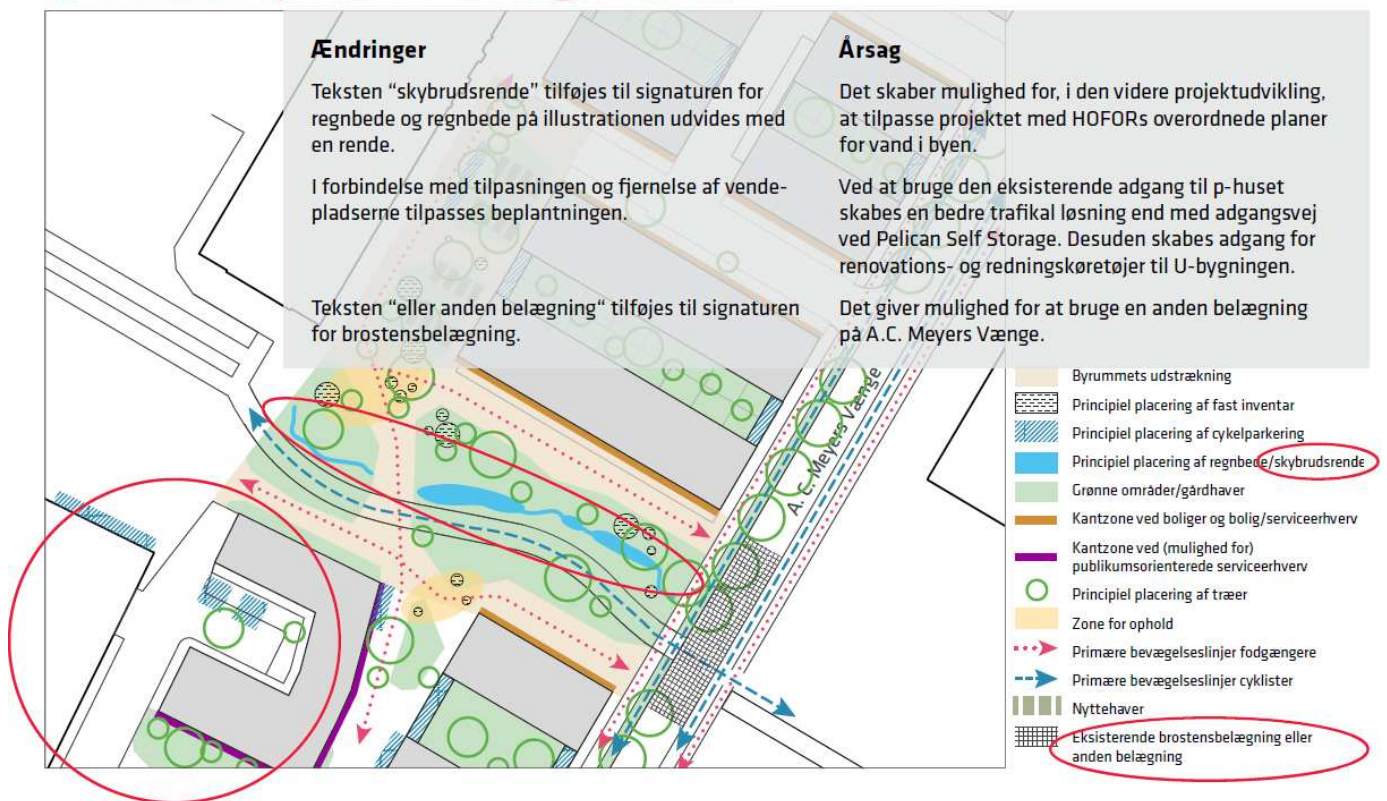 Ændringer
Teksten “skybrudsrende” tilføjes til signaturen for
regnbede og regnbede på illustrationen udvides med
en rende.
I forbindelse med tilpasningen og fjernelse af vende-
pladserne tilpasses beplantningen.
Teksten “eller anden belægning“ tilføjes til signaturen
for brostensbelægning.
Årsag
Det skaber mulighed for, i den videre projektudvikling,
at tilpasse projektet med HOFORs overordnede planer
for vand i byen.
Ved at bruge den eksisterende adgang til p-huset
skabes en bedre trafikal løsning end med adgangsvej
ved Pelican Self Storage. Desuden skabes adgang for
renovations- og redningskøretøjer til U-bygningen.
Det giver mulighed for at bruge en anden belægning
på A.C. Meyers Vænge.
A. C. Meyers Vænge
Byrummets udstrækning
Principiel placering af fast inventar
Principiel placering af cykelparkering
Principiel placering af regnbede/skybrudsrende
Grønne områder/gårdhaver
Kantzone ved boliger og bolig/serviceerhverv
Kantzone ved (mulighed for)
publikumsorienterede serviceerhverv
Principiel placering af træer
Zone for ophold
Primære bevægelseslinjer fodgængere
Primære bevægelseslinjer cyklister
Nyttehaver
Eksisterende brostensbelægning eller
anden belægning